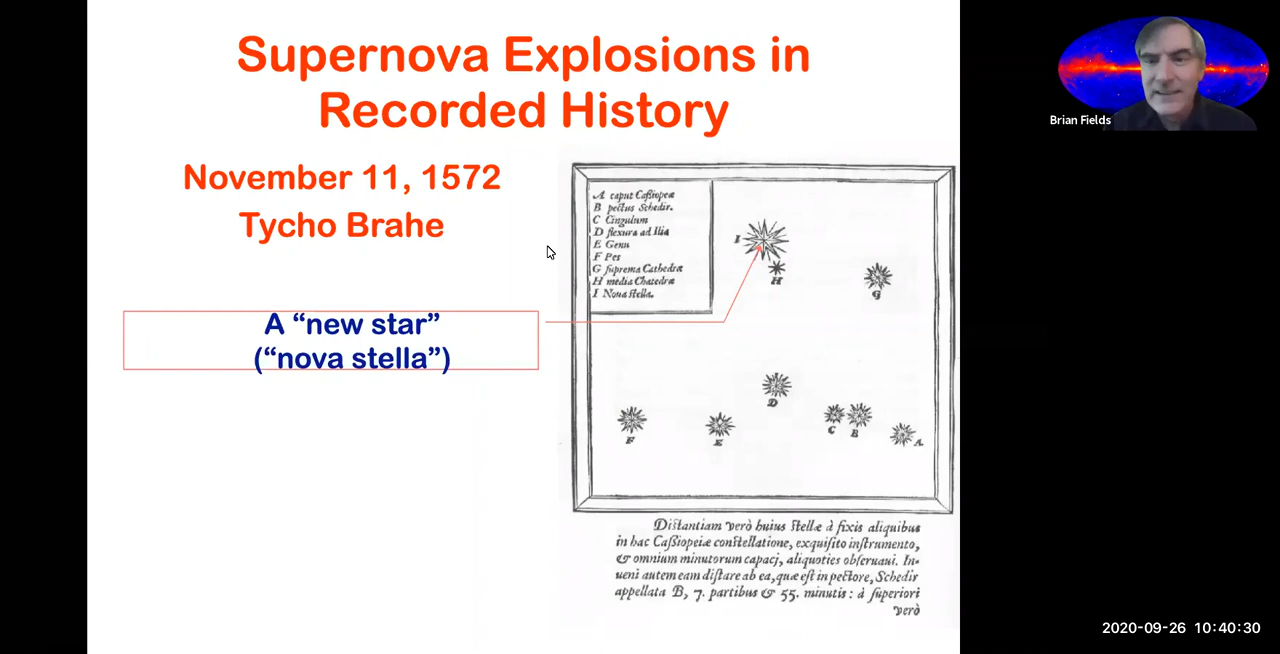 Supernova Explosions in
Recorded History
November 11, 1572
Tycho Brahe
A “new star”
(“nova stella”)
A caput Caſsiopeæ
B pectus Schedir.
C Cingulum
D flexura ad Ilia
E Genu
F Pes
G ſuprema Cathedræ
H media Chatedræ
I Noua ſtella.
I
H
G
D
F
E
C
B
A
Distantiam verò huius ſtellæ à fixis aliquibus
in hac Caſsiopeiæ conſtellatione, exquiſito inſtrumento,
& omnium minutorum capacj, aliquoties obſeruaui. In-
ueni autem eam diſtare ab ea, quæ eſt in pectore, Schedir
appellata B, 7. partibus & 55. minutis : à ſuperiori
verò
Brian Fields
2020-09-26 10:40:30